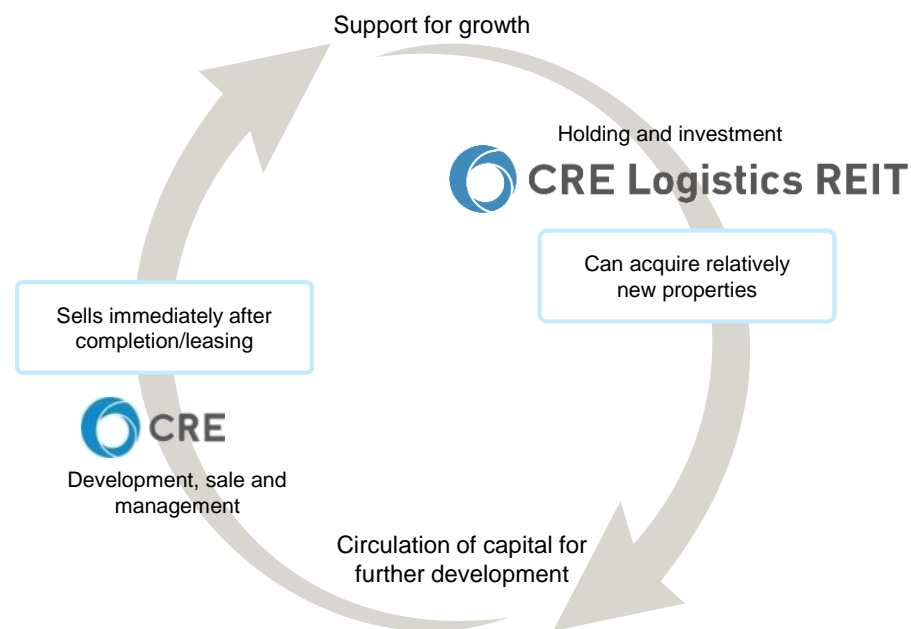 Support for growth
Holding and investment
CRE Logistics REIT
Can acquire relatively
new properties
Sells immediately after
completion/leasing
CRE
Development, sale and
management
Circulation of capital for
further development